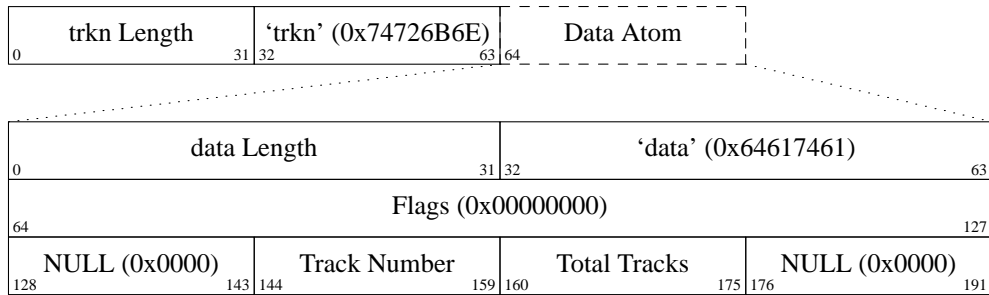 trkn Length ‘trkn’ (0x74726B6E) Data Atom
0 31 32 63 64
data Length ‘data’ (0x64617461)
0 31 32 63
Flags (0x00000000)
64 127
NULL (0x0000) Track Number Total Tracks NULL (0x0000)
128 143 144 159 160 175 176 191